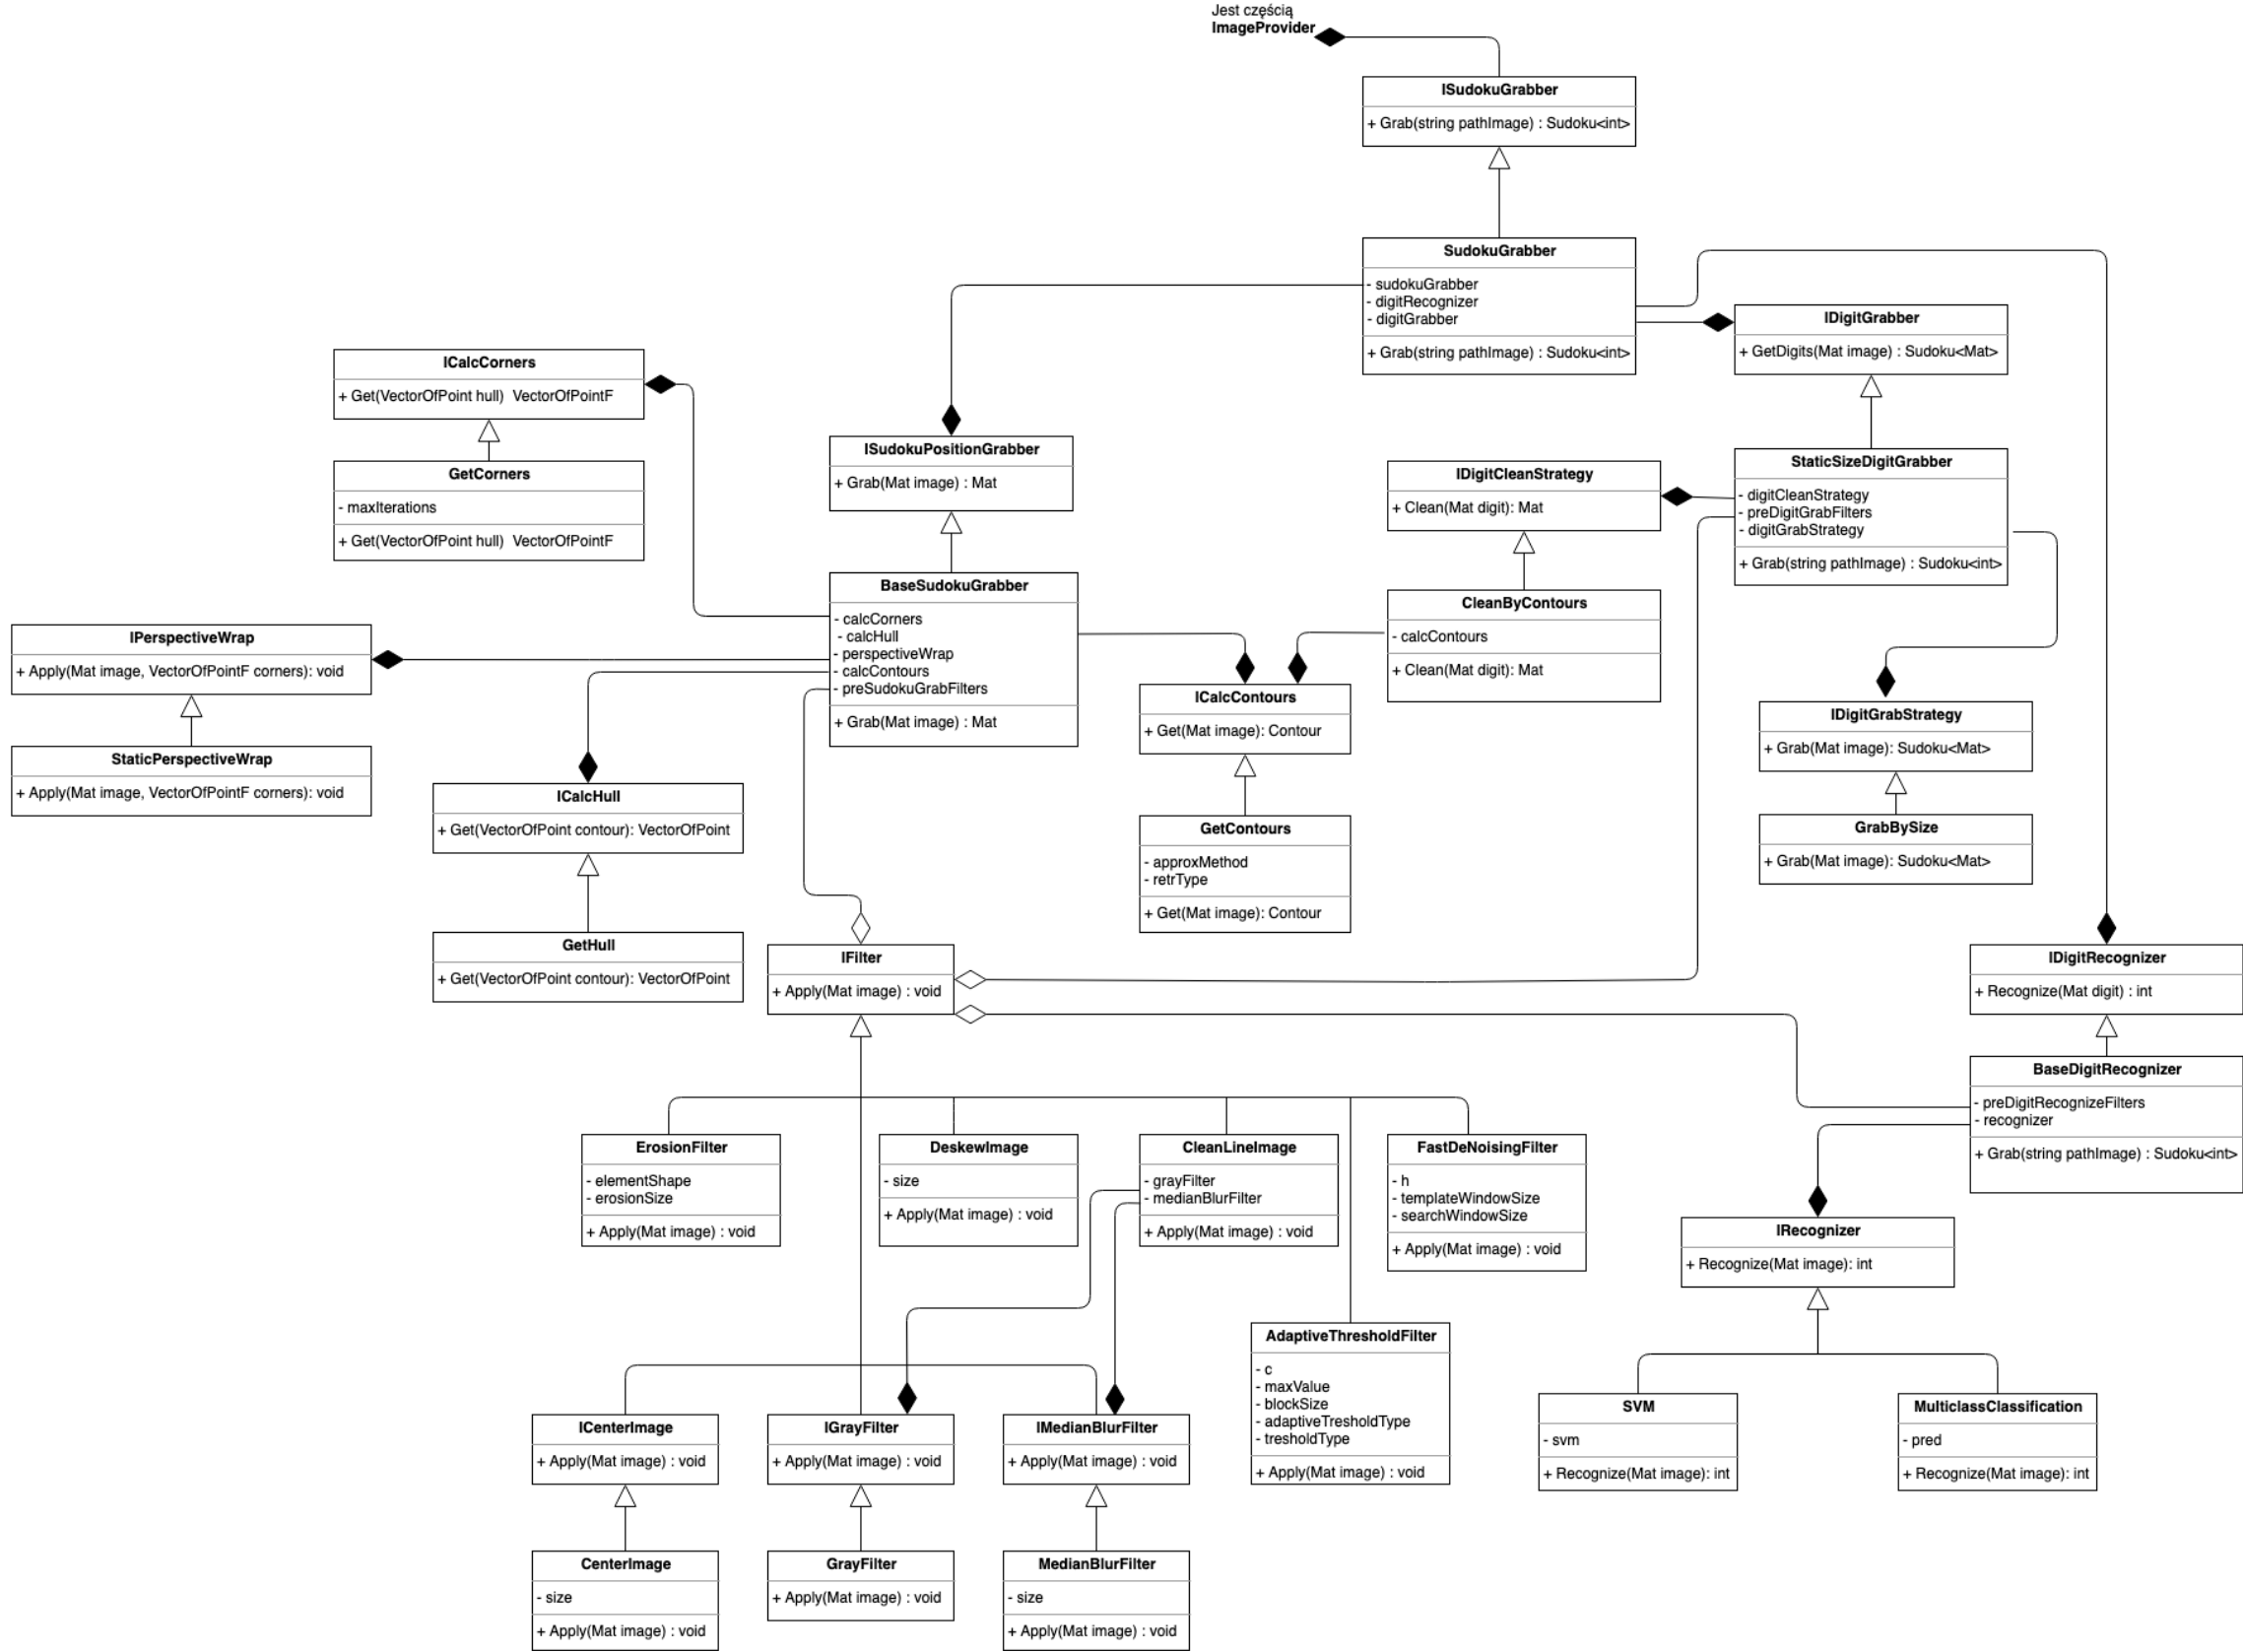 Jest częścią
ImageProvider
ISudokuGrabber
+ Grab(string pathImage) : Sudoku<int>
SudokuGrabber
- sudokuGrabber
- digitRecognizer
- digitGrabber
+ Grab(string pathImage) : Sudoku<int>
IDigitGrabber
+ GetDigits(Mat image) : Sudoku<Mat>
ICalcCorners
+ Get(VectorOfPoint hull)  VectorOfPointF
GetCorners
- maxIterations
+ Get(VectorOfPoint hull)  VectorOfPointF
ISudokuPositionGrabber
+ Grab(Mat image) : Mat
IDigitCleanStrategy
+ Clean(Mat digit): Mat
StaticSizeDigitGrabber
- digitCleanStrategy
- preDigitGrabFilters
- digitGrabStrategy
+ Grab(string pathImage) : Sudoku<int>
BaseSudokuGrabber
- calcCorners
- calcHull
- perspectiveWrap
- calcContours
- preSudokuGrabFilters
+ Grab(Mat image) : Mat
CleanByContours
- calcContours
+ Clean(Mat digit): Mat
IPerspectiveWrap
+ Apply(Mat image, VectorOfPointF corners): void
StaticPerspectiveWrap
+ Apply(Mat image, VectorOfPointF corners): void
ICalcContours
+ Get(Mat image): Contour
IDigitGrabStrategy
+ Grab(Mat image): Sudoku<Mat>
ICalcHull
+ Get(VectorOfPoint contour): VectorOfPoint
GetContours
- approxMethod
- retrType
+ Get(Mat image): Contour
GrabBySize
+ Grab(Mat image): Sudoku<Mat>
GetHull
+ Get(VectorOfPoint contour): VectorOfPoint
IFilter
+ Apply(Mat image) : void
IDigitRecognizer
+ Recognize(Mat digit) : int
BaseDigitRecognizer
- preDigitRecognizeFilters
- recognizer
+ Grab(string pathImage) : Sudoku<int>
ErosionFilter
- elementShape
- erosionSize
+ Apply(Mat image) : void
DeskewImage
- size
+ Apply(Mat image) : void
CleanLineImage
- grayFilter
- medianBlurFilter
+ Apply(Mat image) : void
FastDeNoisingFilter
- h
- templateWindowSize
- searchWindowSize
+ Apply(Mat image) : void
IRecognizer
+ Recognize(Mat image): int
AdaptiveThresholdFilter
- c
- maxValue
- blockSize
- adaptiveTresholdType
- tresholdType
+ Apply(Mat image) : void
SVM
- svm
+ Recognize(Mat image): int
MulticlassClassification
- pred
+ Recognize(Mat image): int
ICenterImage
+ Apply(Mat image) : void
IGrayFilter
+ Apply(Mat image) : void
IMedianBlurFilter
+ Apply(Mat image) : void
CenterImage
- size
+ Apply(Mat image) : void
GrayFilter
+ Apply(Mat image) : void
MedianBlurFilter
- size
+ Apply(Mat image) : void